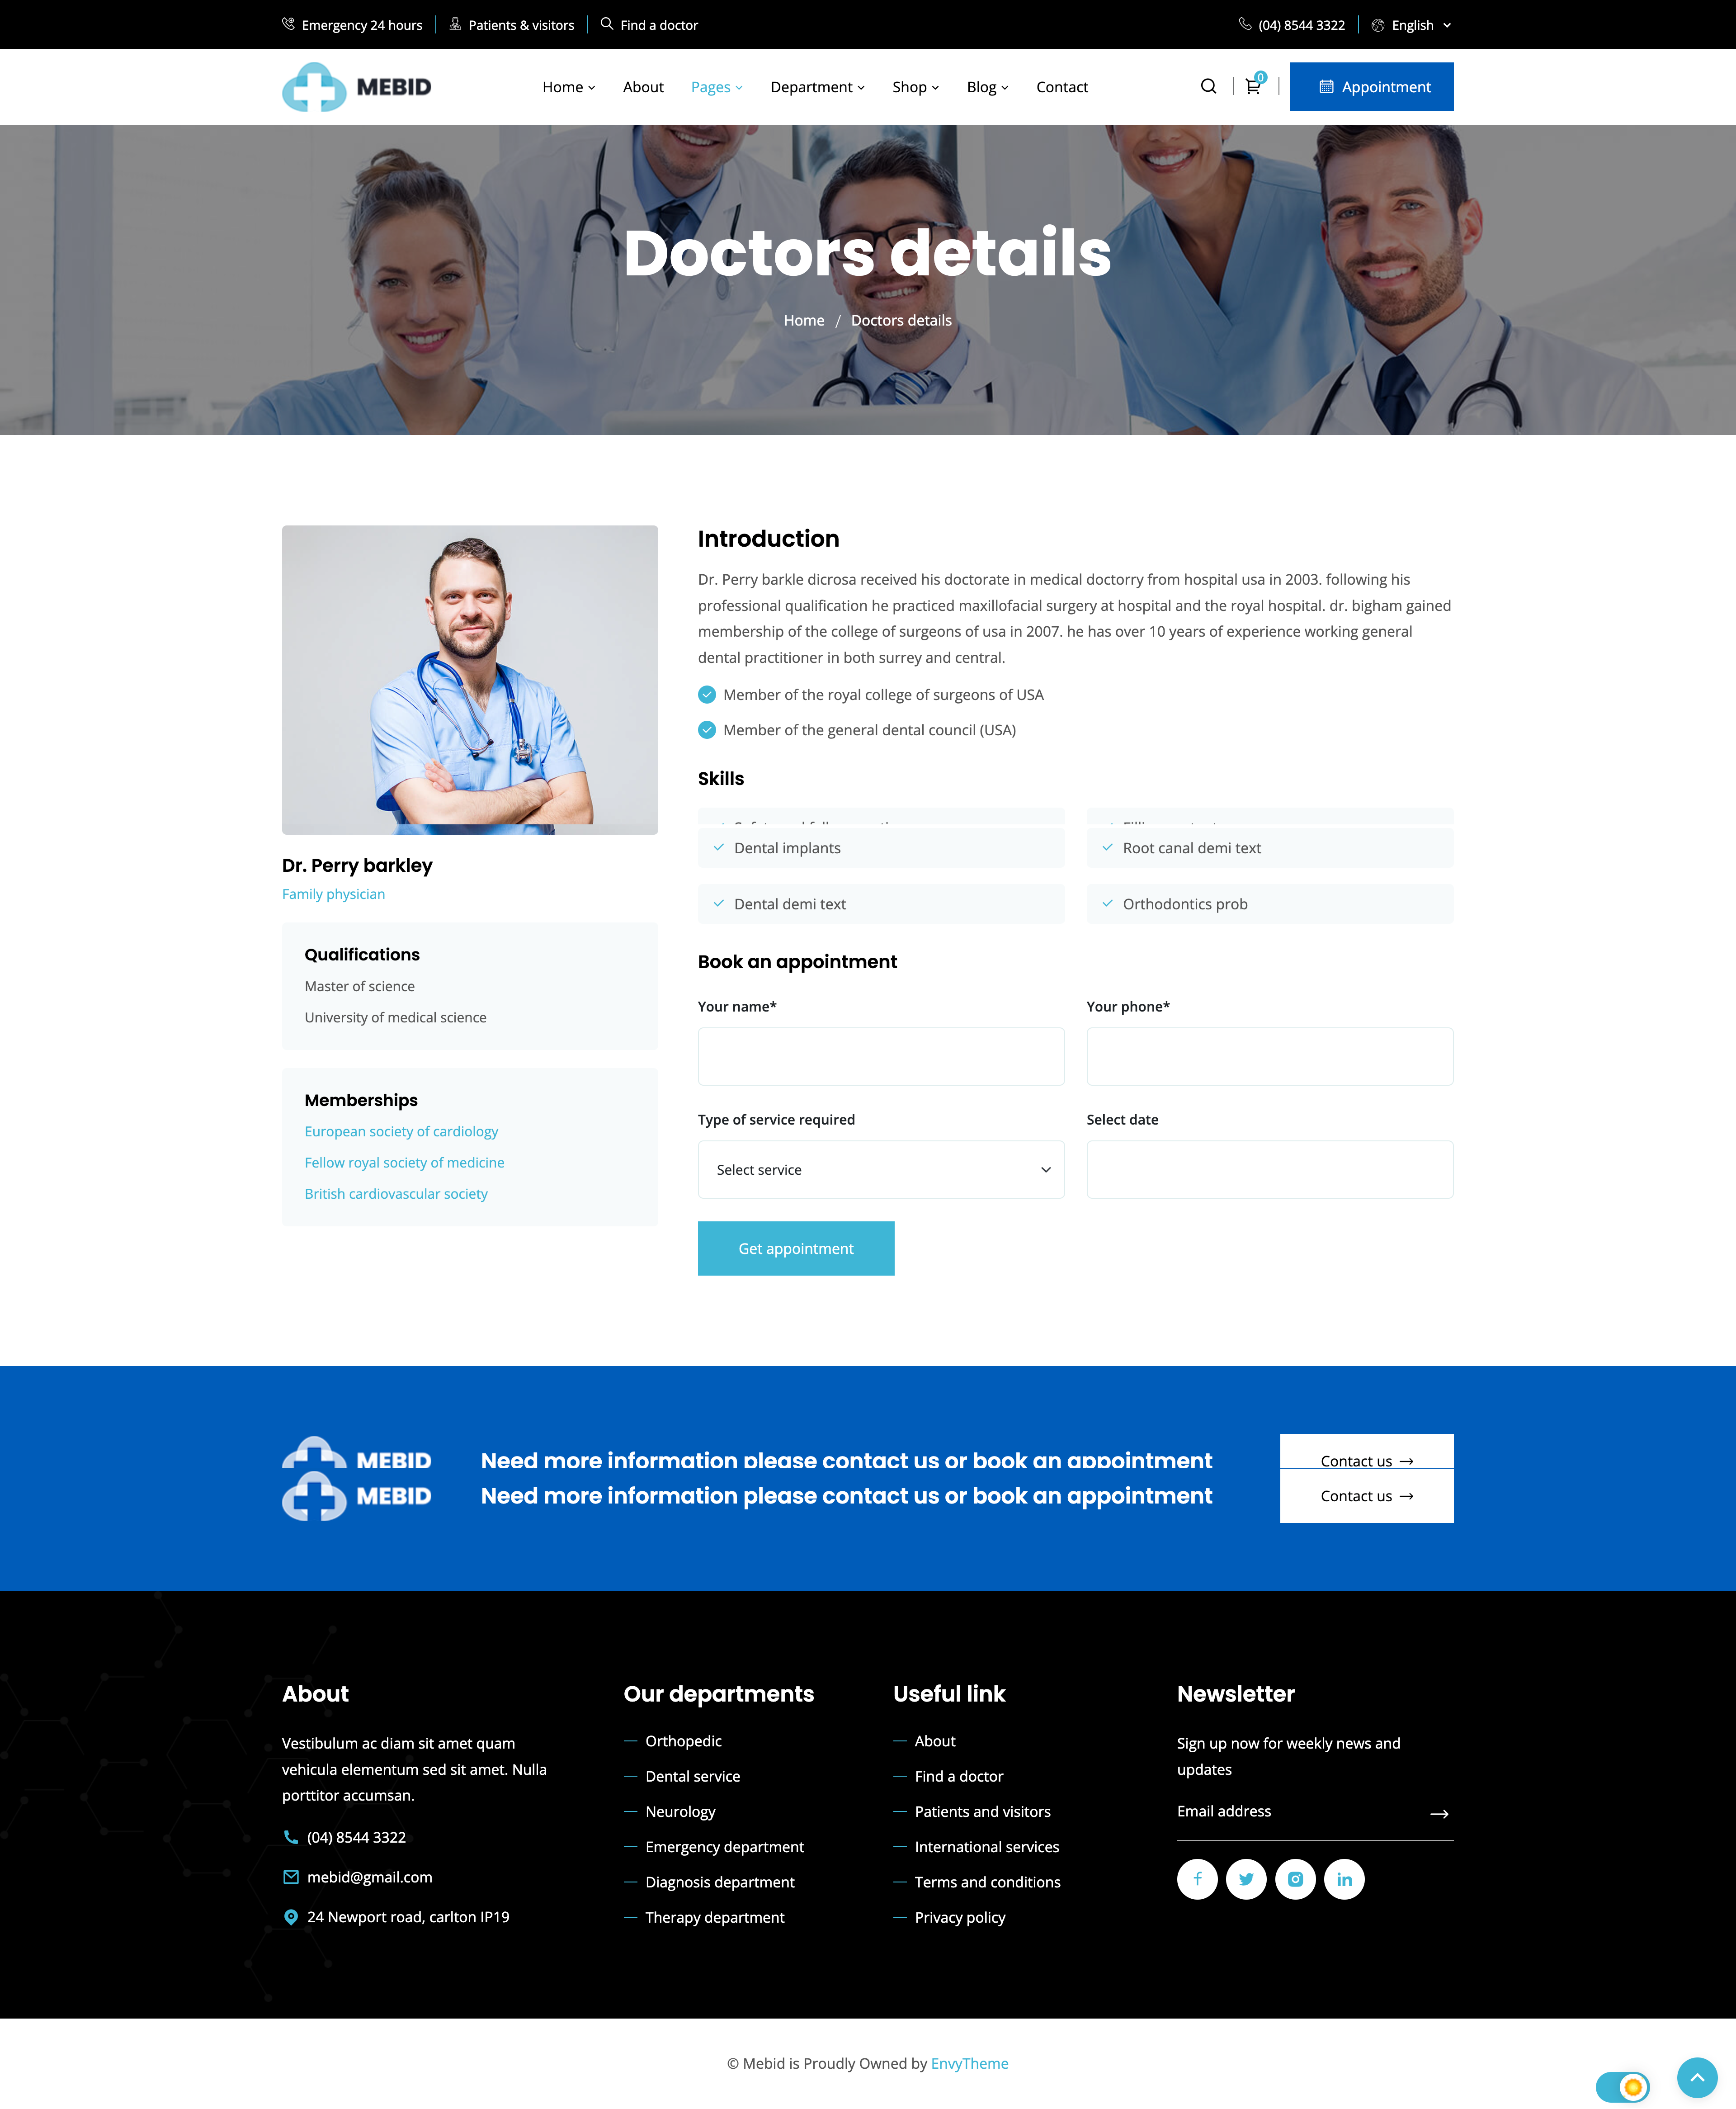 Emergency 24 hours
Patients & visitors
Find a doctor
(04) 8544 3322
English
MEBID
Home
About
Pages
Department
Shop
Blog
Contact
0
Appointment
Doctors details
Home / Doctors details
Dr. Perry barkley
Family physician
Qualifications
Master of science
University of medical science
Memberships
European society of cardiology
Fellow royal society of medicine
British cardiovascular society
Introduction
Dr. Perry barkle dicrosa received his doctorate in medical doctorry from hospital usa in 2003. following his
professional qualification he practiced maxillofacial surgery at hospital and the royal hospital. dr. bigham gained
membership of the college of surgeons of usa in 2007. he has over 10 years of experience working general
dental practitioner in both surrey and central.
Member of the royal college of surgeons of USA
Member of the general dental council (USA)
Skills
Dental implants
Root canal demi text
Dental demi text
Orthodontics prob
Book an appointment
Your name*
Your phone*
Type of service required
Select date
Select service
Get appointment
MEBID
Need more information please contact us or book an appointment
Contact us
MEBID
Need more information please contact us or book an appointment
Contact us
About
Vestibulum ac diam sit amet quam
vehicula elementum sed sit amet. Nulla
porttitor accumsan.
(04) 8544 3322
mebid@gmail.com
24 Newport road, carlton IP19
Our departments
Orthopedic
Dental service
Neurology
Emergency department
Diagnosis department
Therapy department
Useful link
About
Find a doctor
Patients and visitors
International services
Terms and conditions
Privacy policy
Newsletter
Sign up now for weekly news and
updates
Email address
© Mebid is Proudly Owned by EnvyTheme